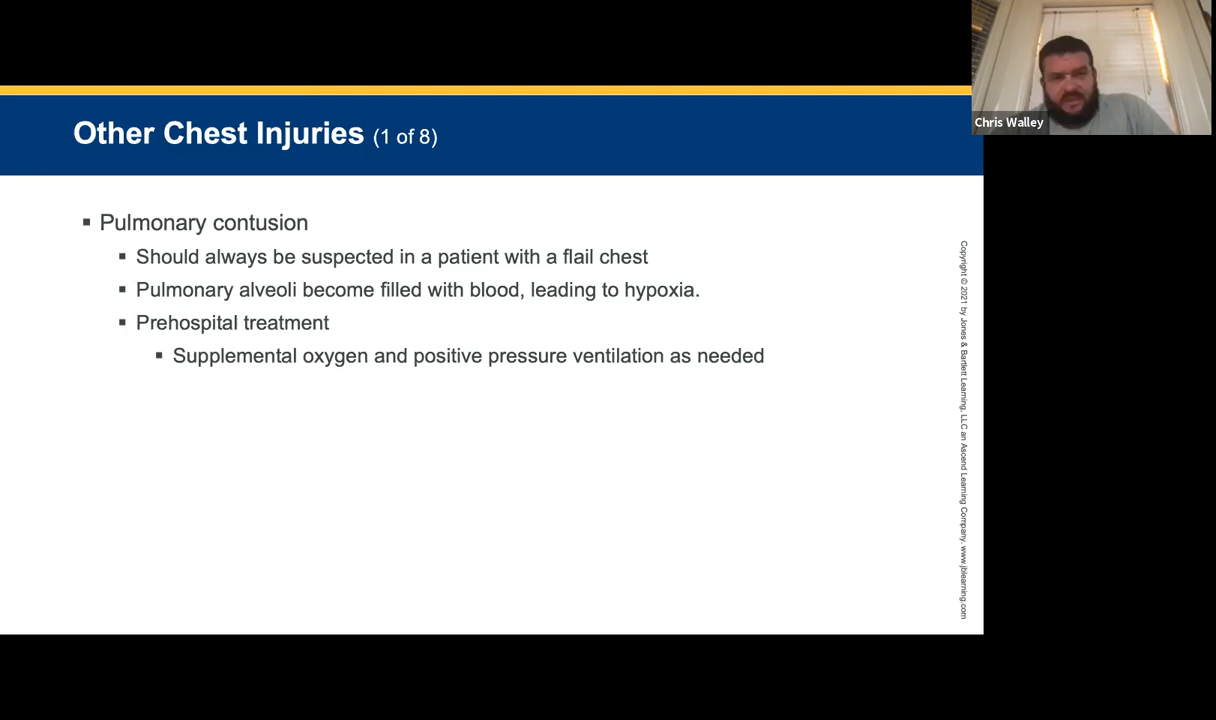 Chris Walley
Other Chest Injuries (1 of 8)
▪ Pulmonary contusion
▪ Should always be suspected in a patient with a flail chest
▪ Pulmonary alveoli become filled with blood, leading to hypoxia.
▪ Prehospital treatment
▪ Supplemental oxygen and positive pressure ventilation as needed
Copyright © 2021 by Jones & Bartlett Learning, LLC an Ascend Learning Company. www.jblearning.com